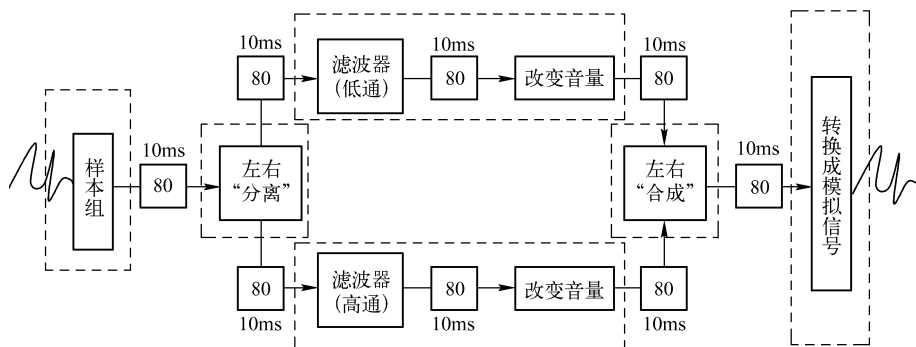 10ms
80
滤波器
(低通)
10ms
80
改变音量
10ms
80
样本组
10ms
80
左右
“分离”
左右
“合成”
10ms
80
转换成模拟信号
80
10ms
滤波器
(高通)
80
10ms
改变音量
80
10ms